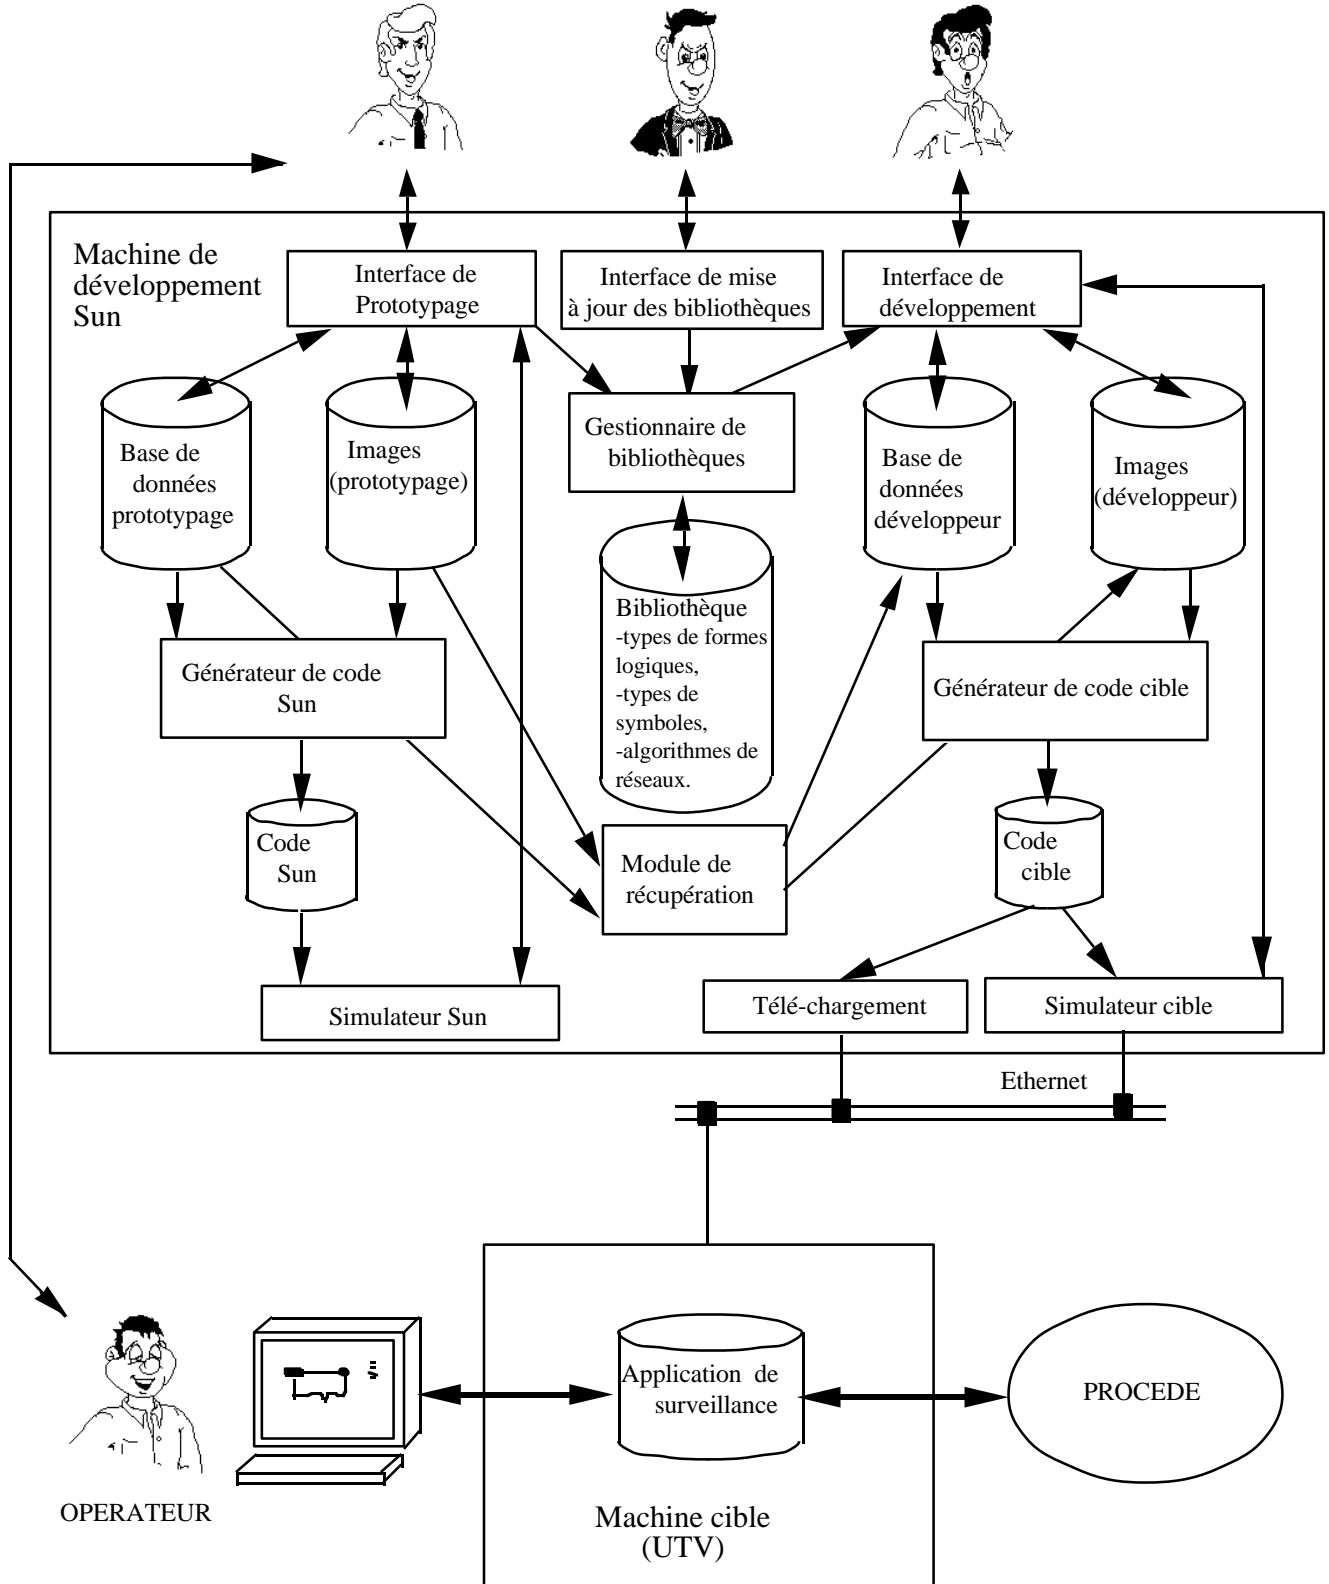 Machine de
développement
Sun
Interface de
Prototypage
Interface de mise
à jour des bibliothèques
Interface de
développement
Base de
données
prototypage
Images
(prototypage)
Gestionnaire de
bibliothèques
Base de
données
développeur
Images
(développeur)
Bibliothèque
-types de formes
logiques,
-types de
symboles,
-algorithmes de
réseaux.
Générateur de code
Sun
Générateur de code cible
Code
Sun
Module de
récupération
Code
cible
Simulateur Sun
Télé-chargement
Simulateur cible
Ethernet
Application de
surveillance
PROCEDE
OPERATEUR
Machine cible
(UTV)